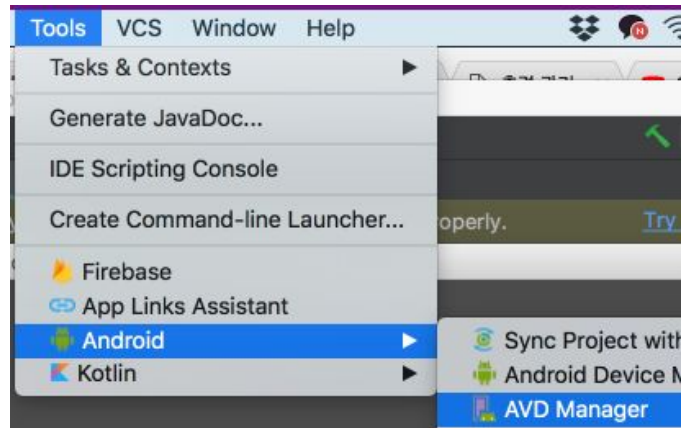 Tools VCS Window Help
Tasks & Contexts
Generate JavaDoc...
IDE Scripting Console
Create Command-line Launcher...
operly. Try
Firebase
App Links Assistant
Android
Sync Project with
Kotlin
Android Device M
AVD Manager